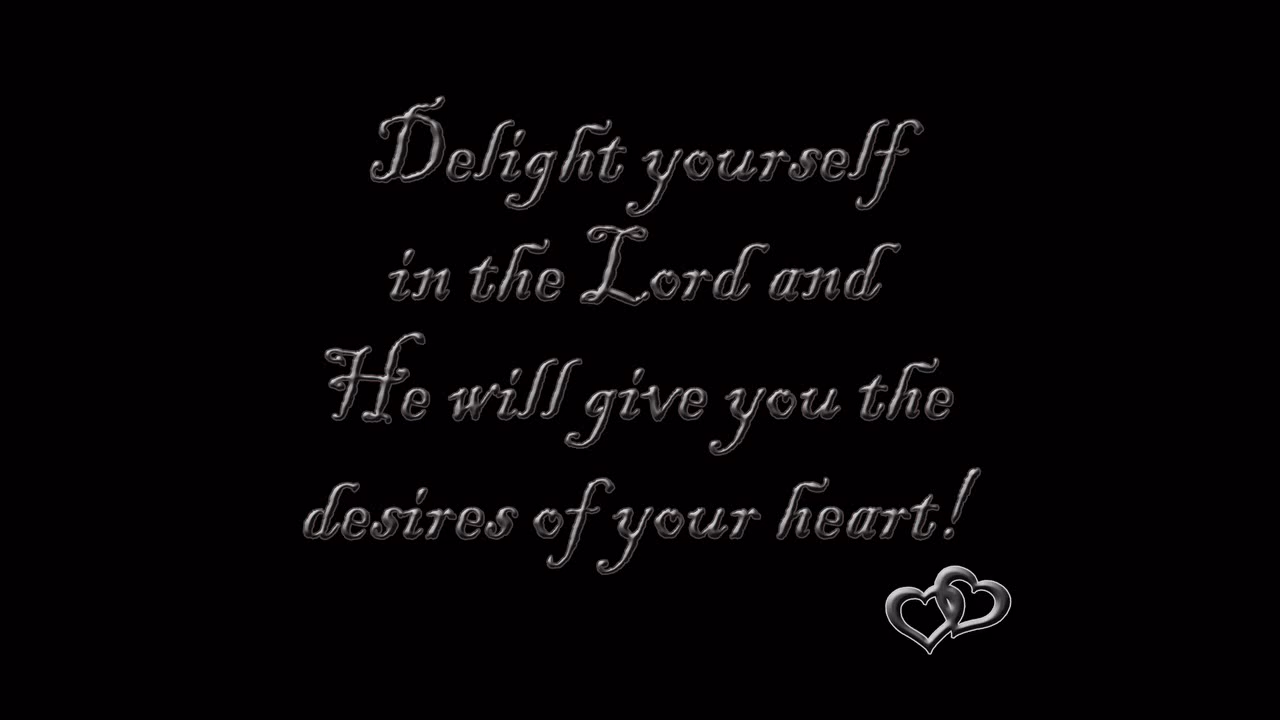 Delight yourself
in the Lord and
He will give you the
desires of your heart!